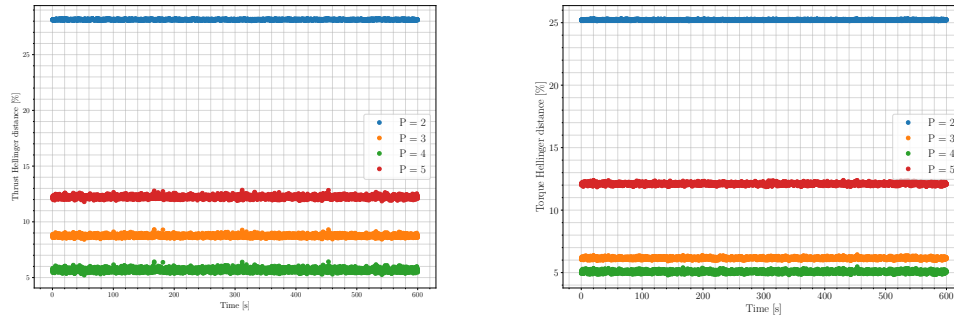 Thrust Hellinger distance [%]
25
20
15
10
5
0
100
200
300
400
500
600
Time [s]
P = 2
P = 3
P = 4
P = 5
Torque Hellinger distance [%]
25
20
15
10
5
0
100
200
300
400
500
600
Time [s]
P = 2
P = 3
P = 4
P = 5